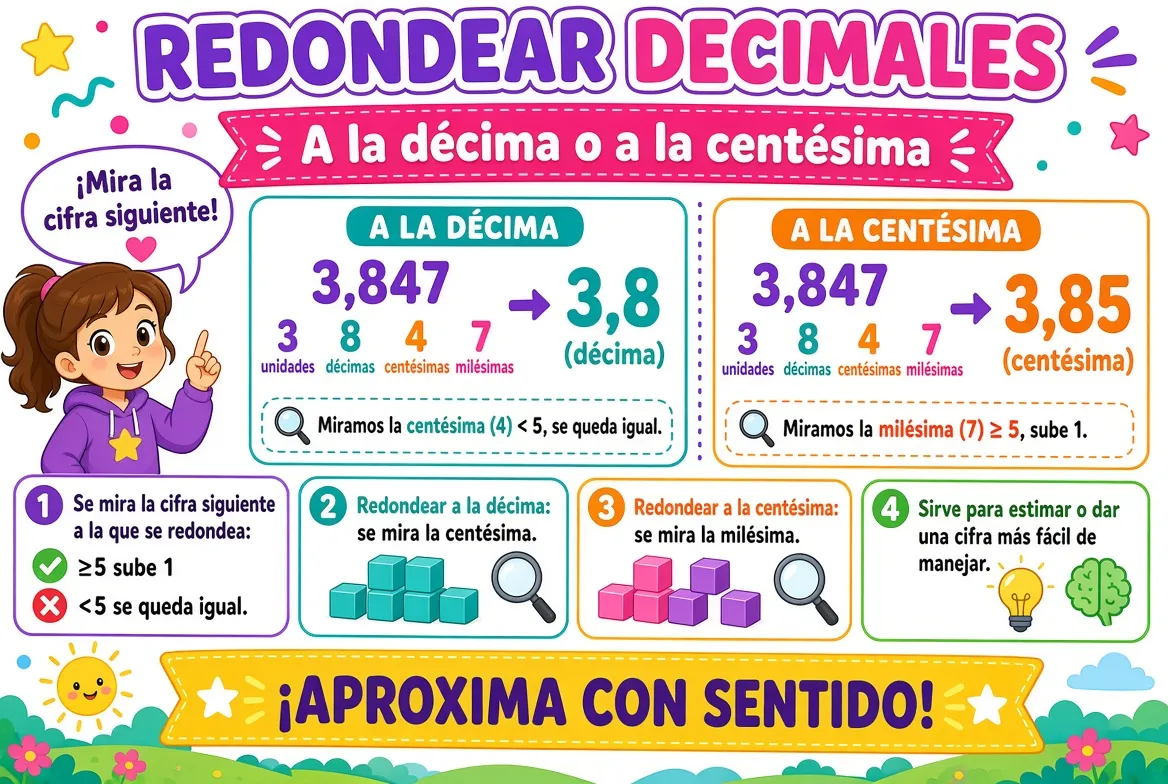 REDONDEAR DECIMALES
A la décima o a la centésima
¡Mira la
cifra siguiente!
A LA DÉCIMA
3,847
3,8
3 8 4 7
unidades décimas centésimas milésimas
(décima)
Miramos la centésima (4) < 5, se queda igual.
A LA CENTÉSIMA
3,847
3,85
3 8 4 7
unidades décimas centésimas milésimas
(centésima)
Miramos la milésima (7) ≥ 5, sube 1.
1 Se mira la cifra siguiente
a la que se redondea:
≥5 sube 1
<5 se queda igual.
2 Redondear a la décima:
se mira la centésima.
3 Redondear a la centésima:
se mira la milésima.
4 Sirve para estimar o dar
una cifra más fácil de
manejar.
¡APROXIMA CON SENTIDO!